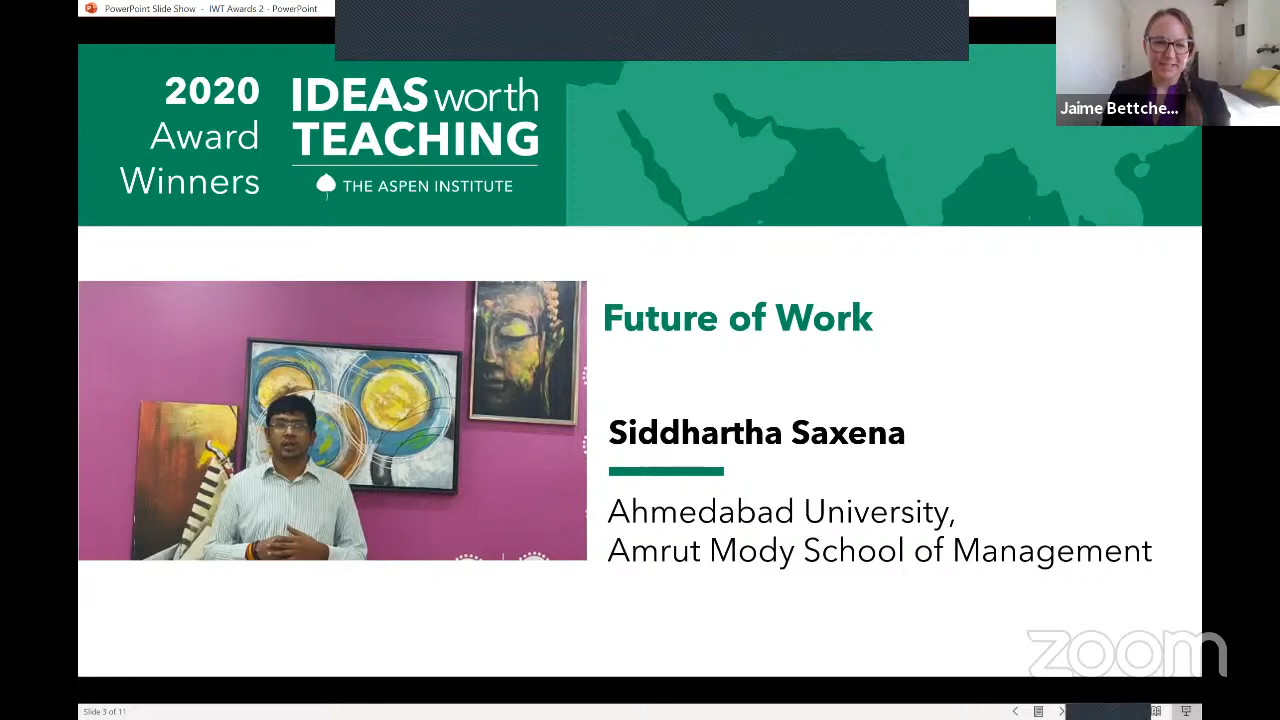 PowerPoint Slide Show - IWT Awards 2 - PowerPoint
2020
Award
Winners
IDEAS worth
TEACHING
THE ASPEN INSTITUTE
Jaime Bettche...
Future of Work
Siddhartha Saxena
Ahmedabad University,
Amrut Mody School of Management
zoom
Slide 3 of 11